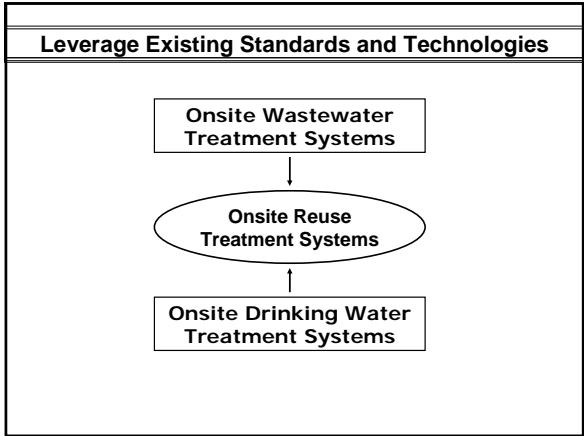 Leverage Existing Standards and Technologies
Onsite Wastewater
Treatment Systems
Onsite Reuse
Treatment Systems
Onsite Drinking Water
Treatment Systems